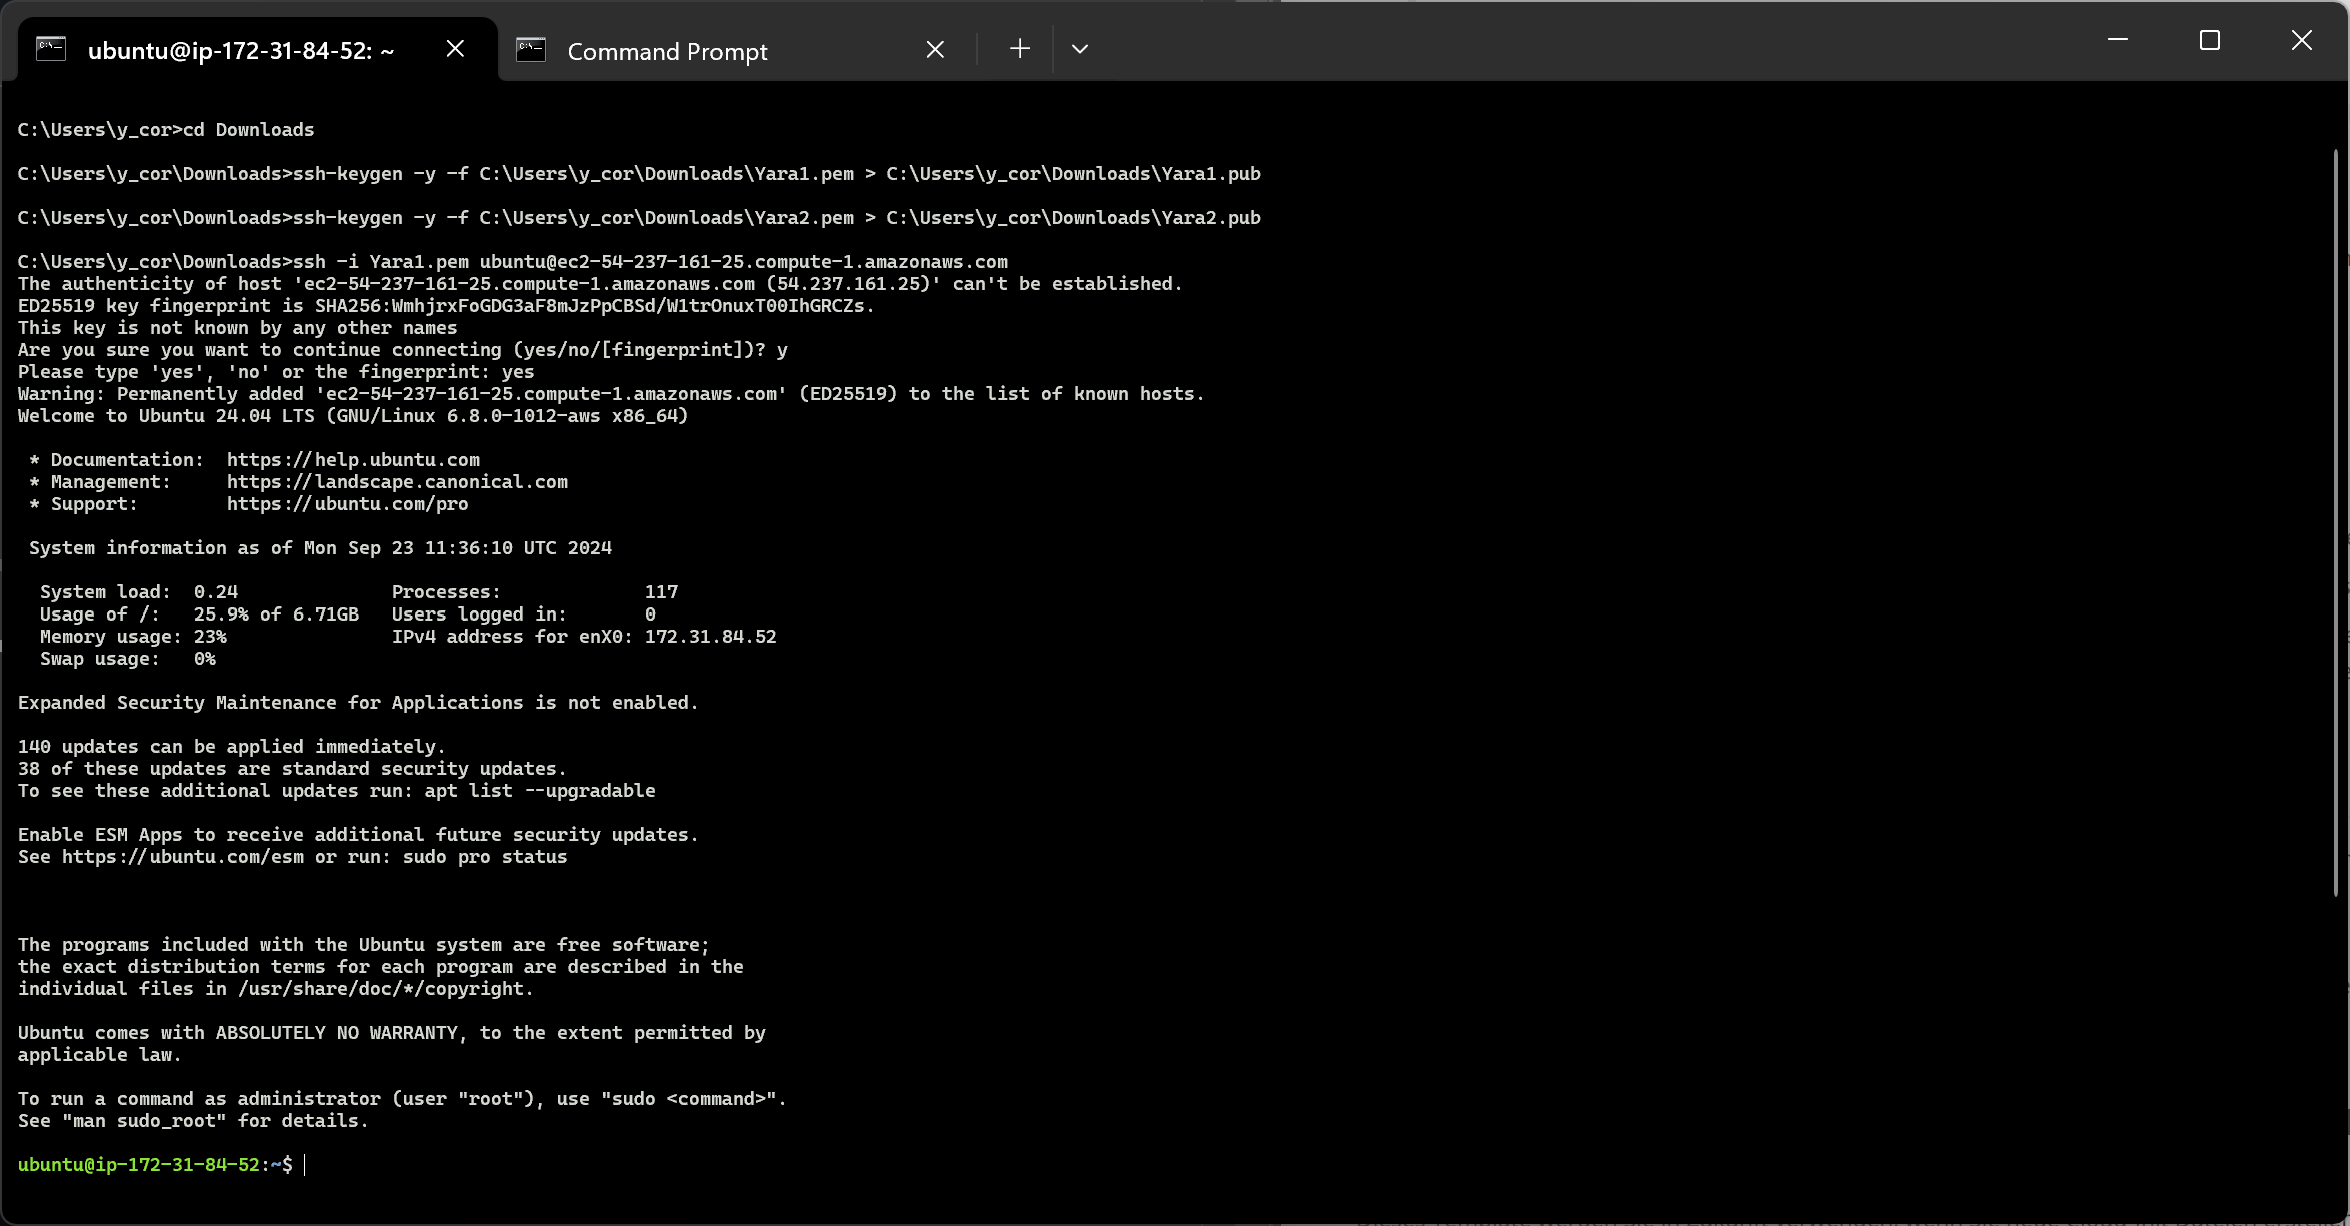 ubuntu@ip-172-31-84-52: ~
Command Prompt
C:\Users\y_cor>cd Downloads
C:\Users\y_cor\Downloads>ssh-keygen -y -f C:\Users\y_cor\Downloads\Yara1.pem > C:\Users\y_cor\Downloads\Yara1.pub
C:\Users\y_cor\Downloads>ssh-keygen -y -f C:\Users\y_cor\Downloads\Yara2.pem > C:\Users\y_cor\Downloads\Yara2.pub
C:\Users\y_cor\Downloads>ssh -i Yara1.pem ubuntu@ec2-54-237-161-25.compute-1.amazonaws.com
The authenticity of host 'ec2-54-237-161-25.compute-1.amazonaws.com (54.237.161.25)' can't be established.
ED25519 key fingerprint is SHA256:WmhjrxFoGDG3aF8mJzPpCBSd/W1trOnuxT00IhGRCZs.
This key is not known by any other names
Are you sure you want to continue connecting (yes/no/[fingerprint])? y
Please type 'yes', 'no' or the fingerprint: yes
Warning: Permanently added 'ec2-54-237-161-25.compute-1.amazonaws.com' (ED25519) to the list of known hosts.
Welcome to Ubuntu 24.04 LTS (GNU/Linux 6.8.0-1012-aws x86_64)
* Documentation:  https://help.ubuntu.com
* Management:     https://landscape.canonical.com
* Support:        https://ubuntu.com/pro
System information as of Mon Sep 23 11:36:10 UTC 2024
System load:  0.24              Processes:             117
Usage of /:   25.9% of 6.71GB   Users logged in:       0
Memory usage: 23%               IPv4 address for enX0: 172.31.84.52
Swap usage:   0%
Expanded Security Maintenance for Applications is not enabled.
140 updates can be applied immediately.
38 of these updates are standard security updates.
To see these additional updates run: apt list --upgradable
Enable ESM Apps to receive additional future security updates.
See https://ubuntu.com/esm or run: sudo pro status
The programs included with the Ubuntu system are free software;
the exact distribution terms for each program are described in the
individual files in /usr/share/doc/*/copyright.
Ubuntu comes with ABSOLUTELY NO WARRANTY, to the extent permitted by
applicable law.
To run a command as administrator (user "root"), use "sudo <command>".
See "man sudo_root" for details.
ubuntu@ip-172-31-84-52:~$